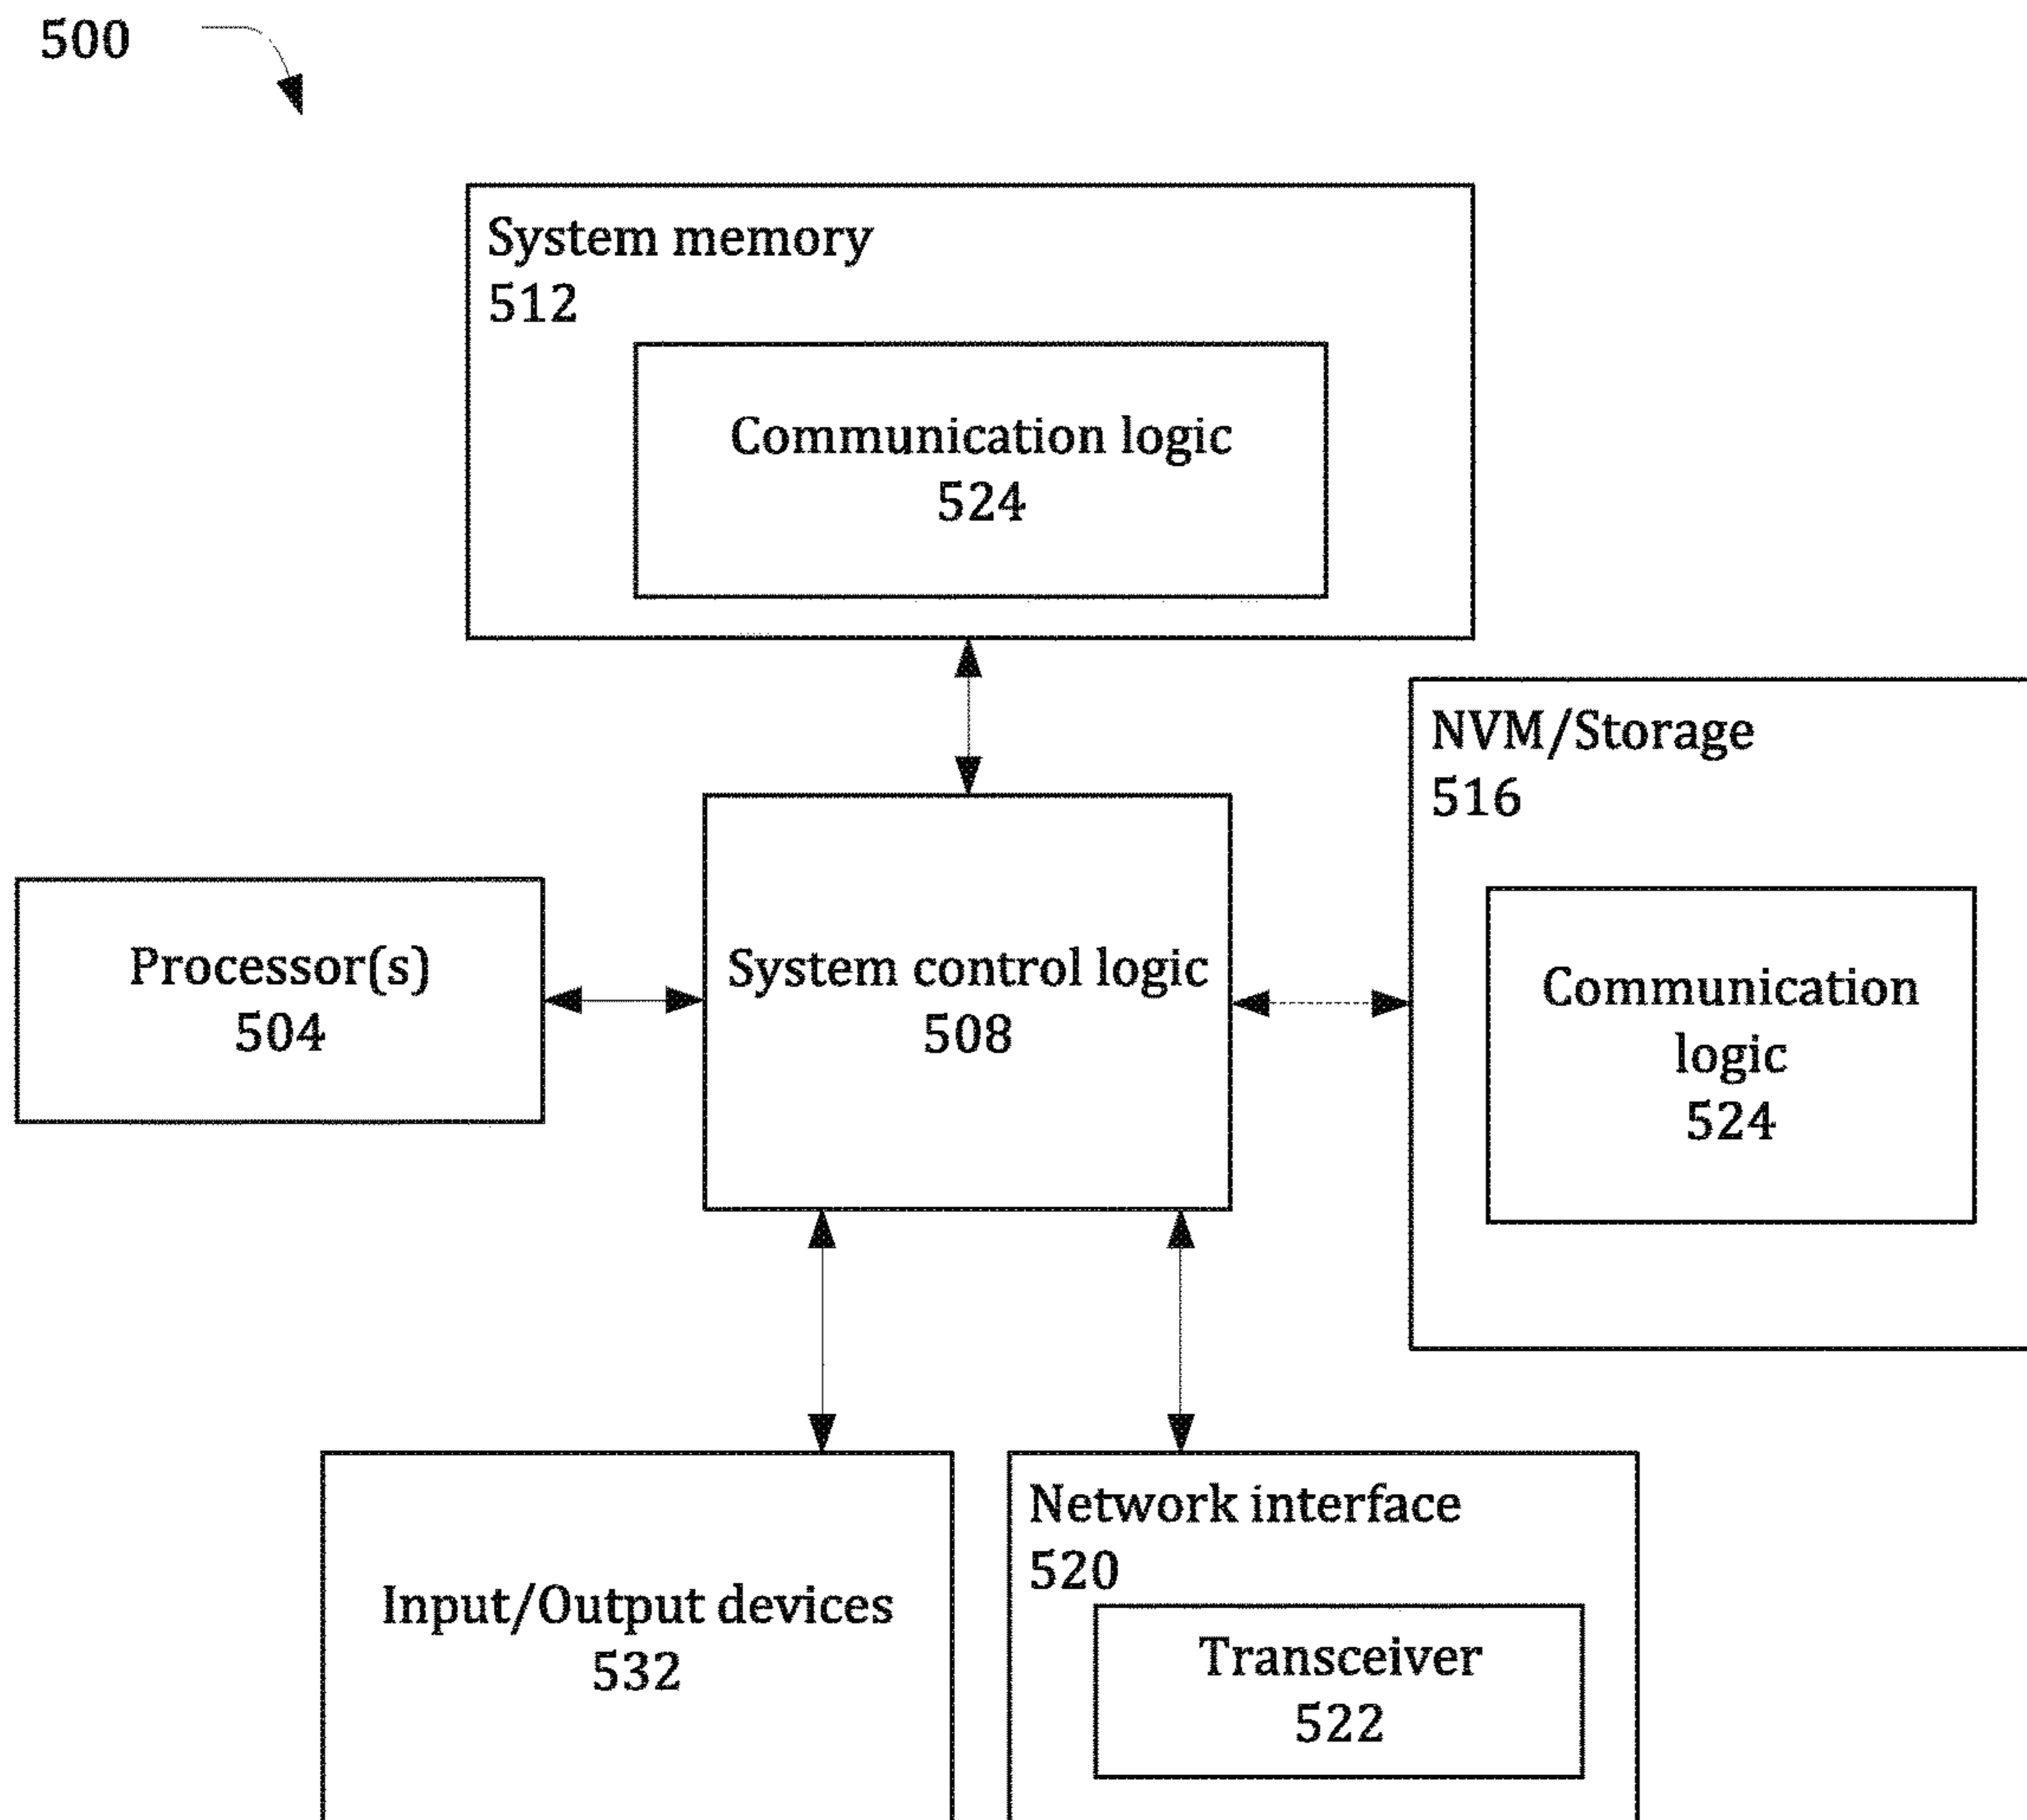 500
System memory
512
Communication logic
524
NVM/Storage
516
Communication
logic
524
Processor(s)
504
System control logic
508
Input/Output devices
532
Network interface
520
Transceiver
522